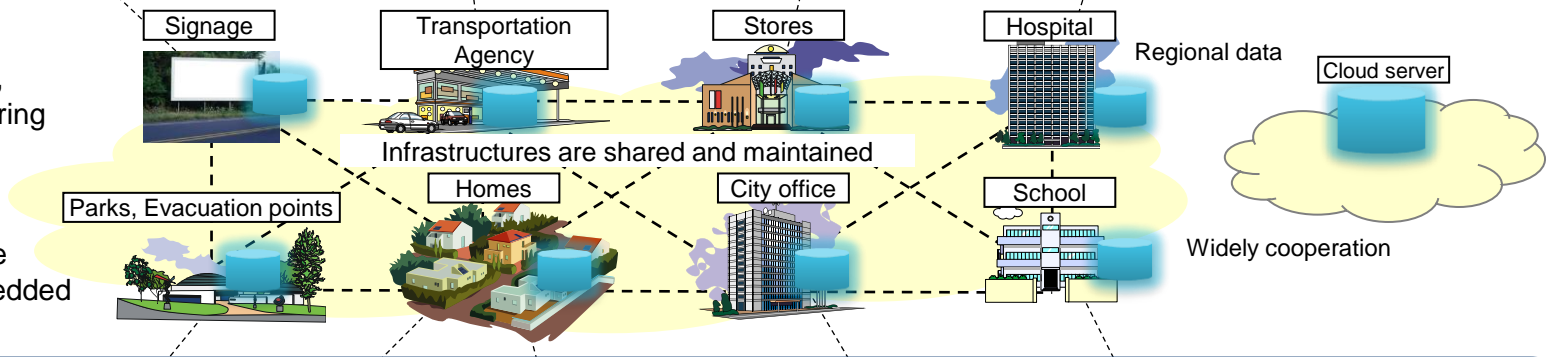 Signage
Transportation
Agency
Stores
Hospital
Regional data
Cloud server
,
ring
Infrastructures are shared and maintained
Parks, Evacuation points
Homes
City office
School
Widely cooperation
e
edded